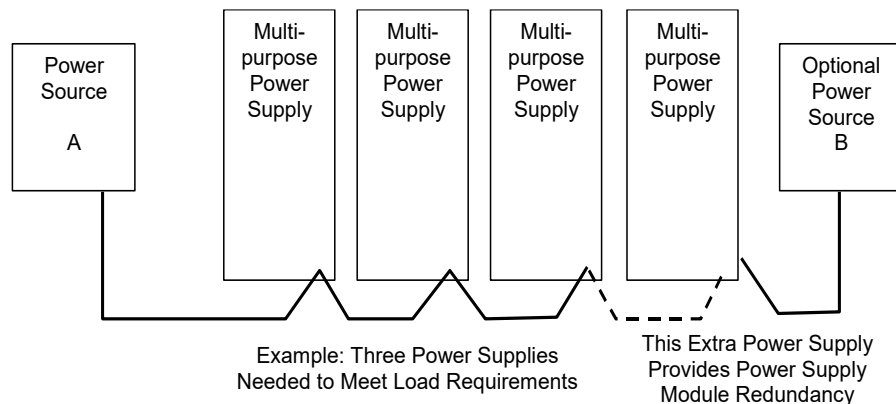 Power
Source
A
Multi-
purpose
Power
Supply
Multi-
purpose
Power
Supply
Multi-
purpose
Power
Supply
Multi-
purpose
Power
Supply
Optional
Power
Source
B
Example: Three Power Supplies
Needed to Meet Load Requirements
This Extra Power Supply
Provides Power Supply
Module Redundancy